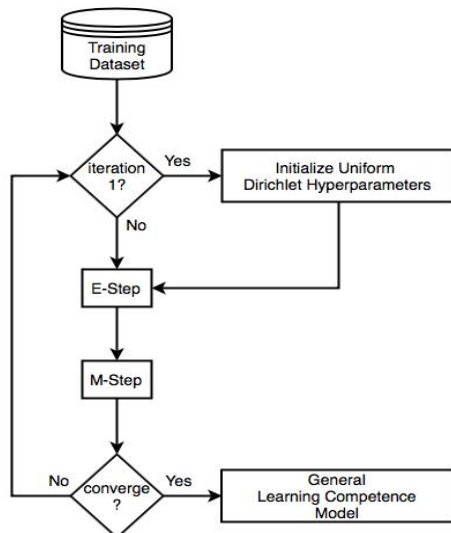 Training
Dataset
iteration
1?
Yes
Initialize Uniform
Dirichlet Hyperparameters
No
E-Step
M-Step
No
converge
?
Yes
General
Learning Competence
Model